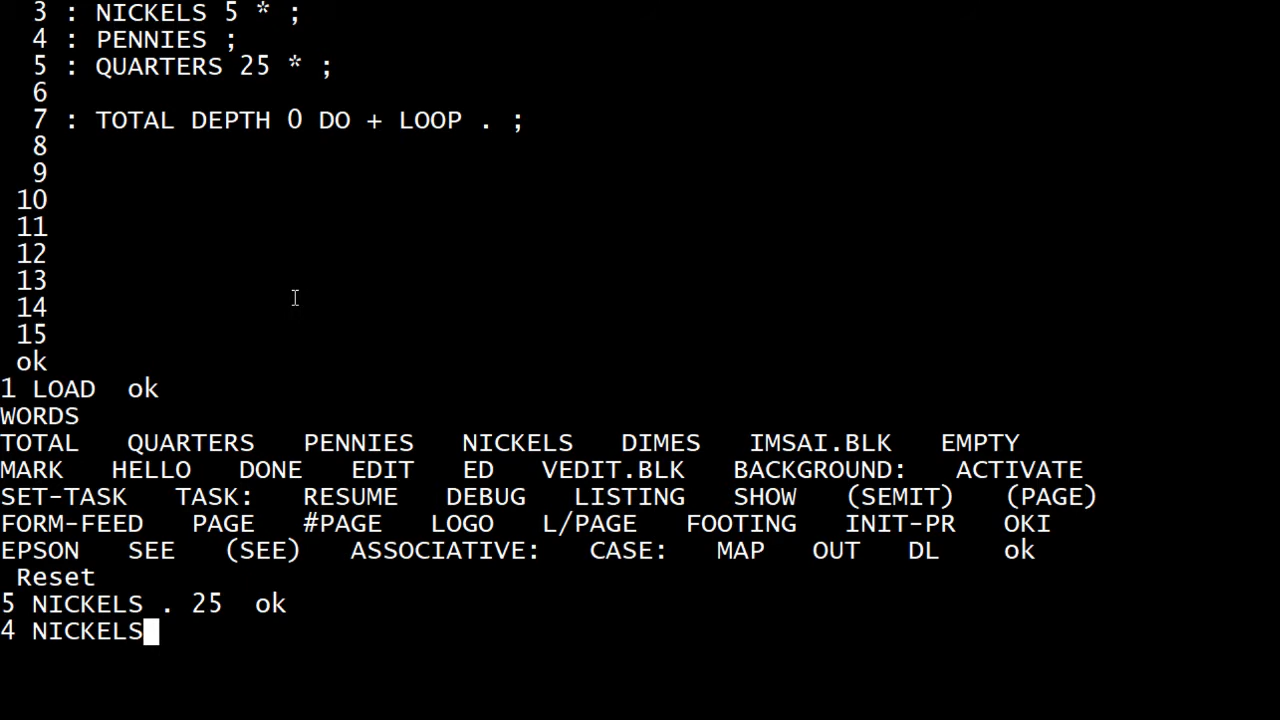 3 : NICKELS 5 * ;
4 : PENNIES ;
5 : QUARTERS 25 * ;
6
7 : TOTAL DEPTH 0 DO + LOOP . ;
8
9
10
11
12
13
14
15
ok
1 LOAD  ok
WORDS
TOTAL   QUARTERS   PENNIES   NICKELS   DIMES   IMSAI.BLK   EMPTY
MARK   HELLO   DONE   EDIT   ED   VEDIT.BLK   BACKGROUND:   ACTIVATE
SET-TASK   TASK:   RESUME   DEBUG   LISTING   SHOW   (SEMIT)   (PAGE)
FORM-FEED   PAGE   #PAGE   LOGO   L/PAGE   FOOTING   INIT-PR   OKI
EPSON   SEE   (SEE)   ASSOCIATIVE:   CASE:   MAP   OUT   DL   ok
Reset
5 NICKELS . 25  ok
4 NICKELS